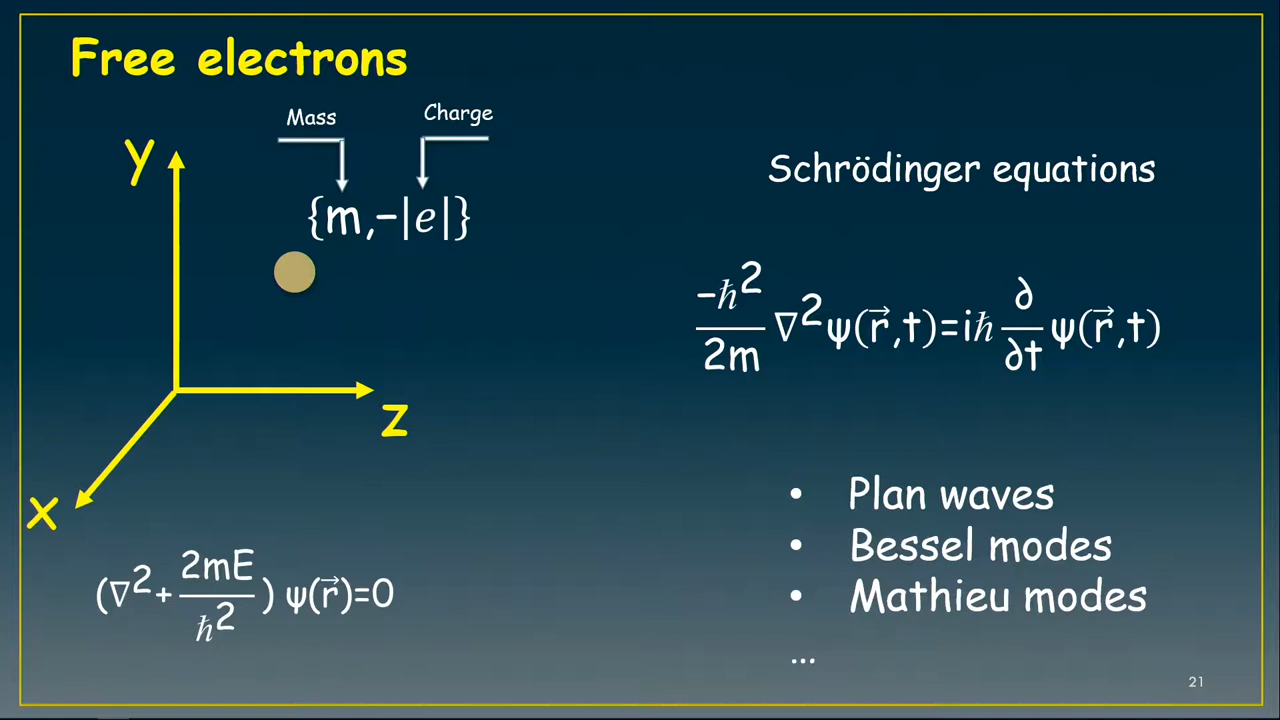 Free electrons
Mass
Charge
{m,-|e|}
y
z
x
Schrödinger equations
-ℏ²/2m ∇²ψ(r⃗,t)=iℏ ∂/∂t ψ(r⃗,t)
(∇²+ 2mE/ℏ² ) ψ(r⃗)=0
• Plan waves
• Bessel modes
• Mathieu modes
...
21